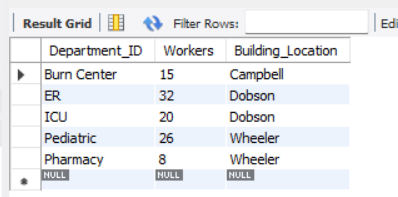 Result Grid Filter Rows: Edi
Department_ID Workers Building_Location
Burn Center 15 Campbell
ER 32 Dobson
ICU 20 Dobson
Pediatric 26 Wheeler
Pharmacy 8 Wheeler
NULL NULL NULL